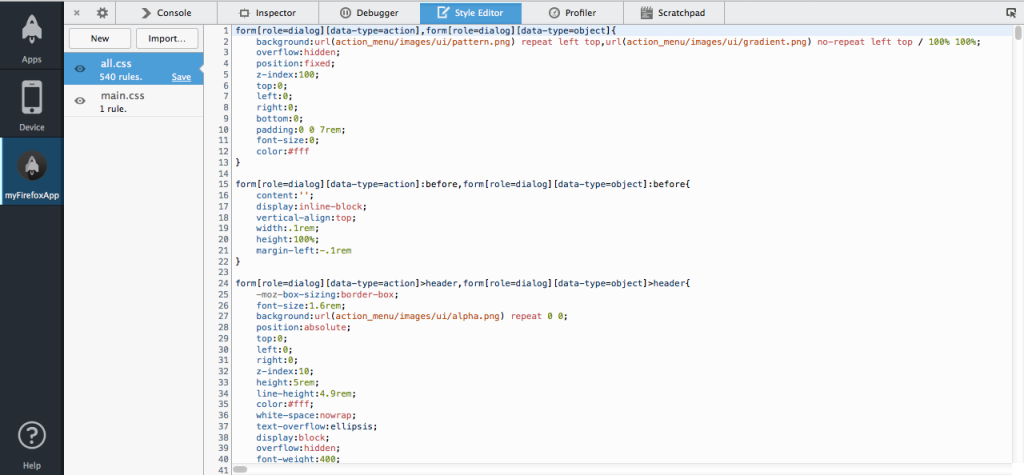 Console
Inspector
Debugger
Style Editor
Profiler
Scratchpad
Apps
Device
myFirefoxApp
Help
New
Import...
all.css
540 rules.
Save
main.css
1 rule.
1 form[role=dialog][data-type=action],form[role=dialog][data-type=object]{
2 background:url(action_menu/images/ui/pattern.png) repeat left top,url(action_menu/images/ui/gradient.png) no-repeat left top / 100% 100%;
3 overflow:hidden;
4 position:fixed;
5 z-index:100;
6 top:0;
7 left:0;
8 right:0;
9 bottom:0;
10 padding:0 0 7rem;
11 font-size:0;
12 color:#fff
13 }
14
15 form[role=dialog][data-type=action]:before,form[role=dialog][data-type=object]:before{
16 content:'';
17 display:inline-block;
18 vertical-align:top;
19 width:.1rem;
20 height:100%;
21 margin-left:-.1rem
22 }
23
24 form[role=dialog][data-type=action]>header,form[role=dialog][data-type=object]>header{
25 -moz-box-sizing:border-box;
26 font-size:1.6rem;
27 background:url(action_menu/images/ui/alpha.png) repeat 0 0;
28 position:absolute;
29 top:0;
30 left:0;
31 right:0;
32 z-index:10;
33 height:5rem;
34 line-height:4.9rem;
35 color:#fff;
36 white-space:nowrap;
37 text-overflow:ellipsis;
38 display:block;
39 overflow:hidden;
40 font-weight:400;
41